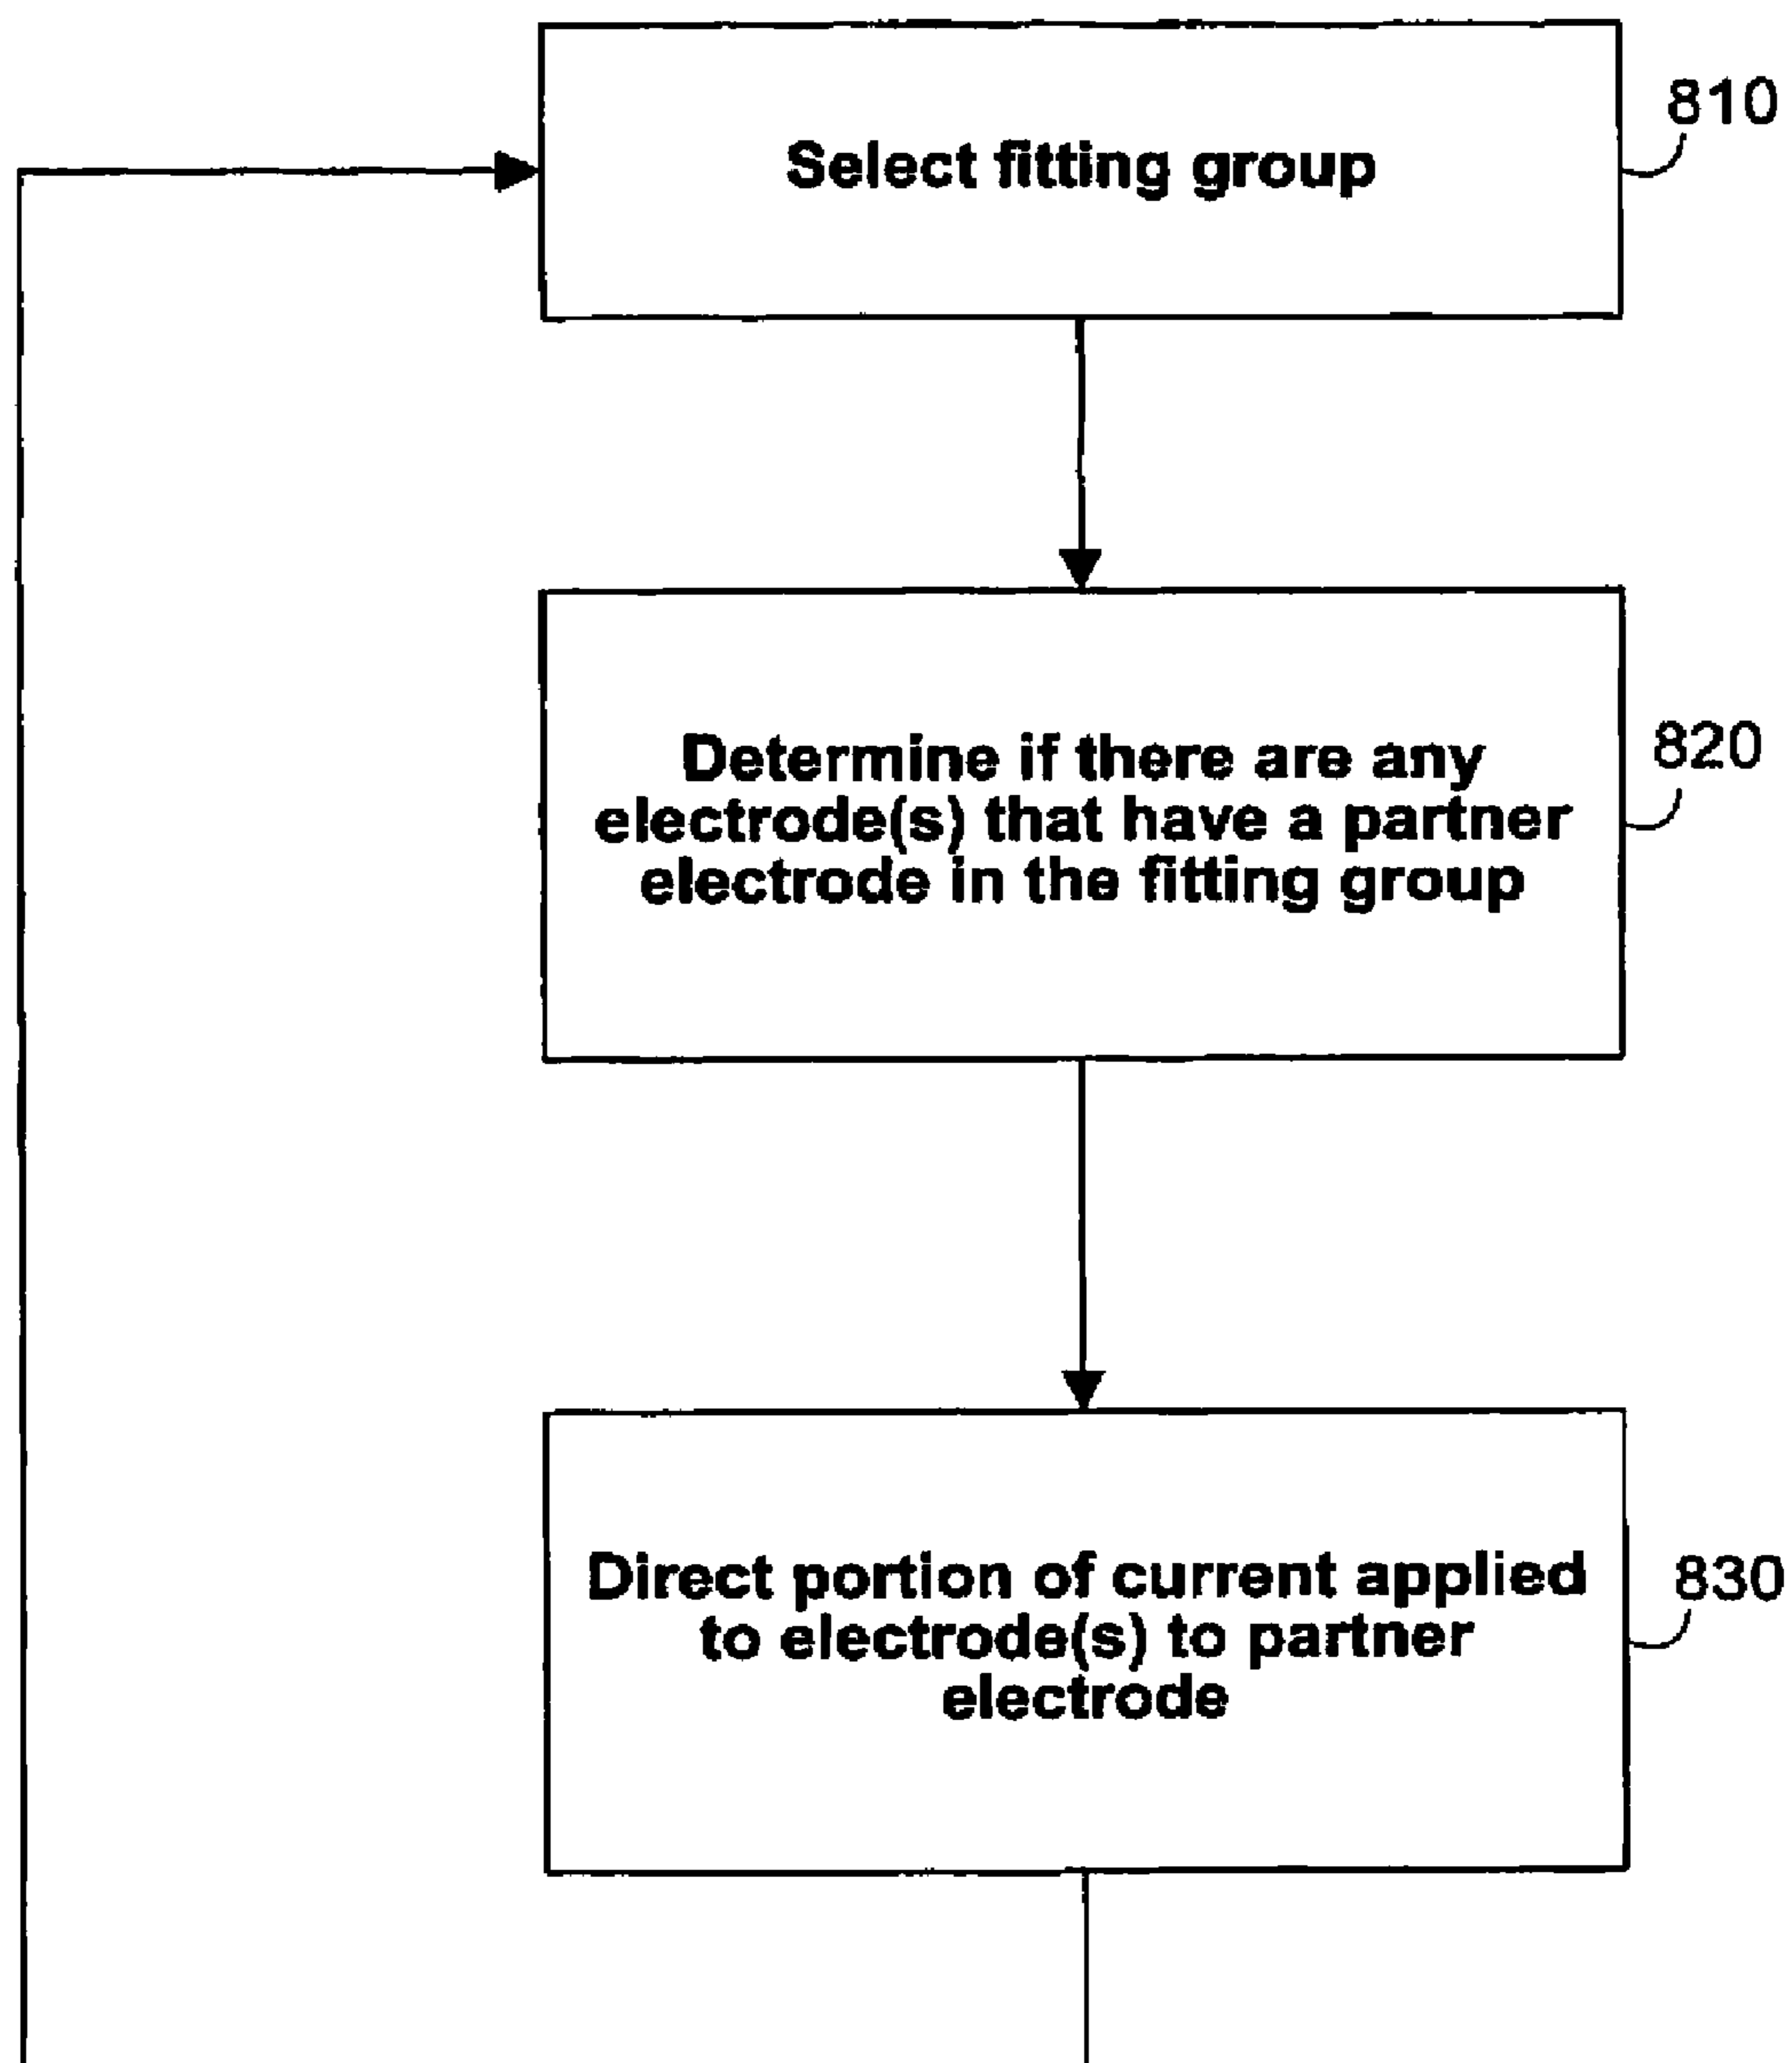 810
Select fitting group
820
Determine if there are any
electrode(s) that have a partner
electrode in the fitting group
830
Direct portion of current applied
to electrode(s) to partner
electrode